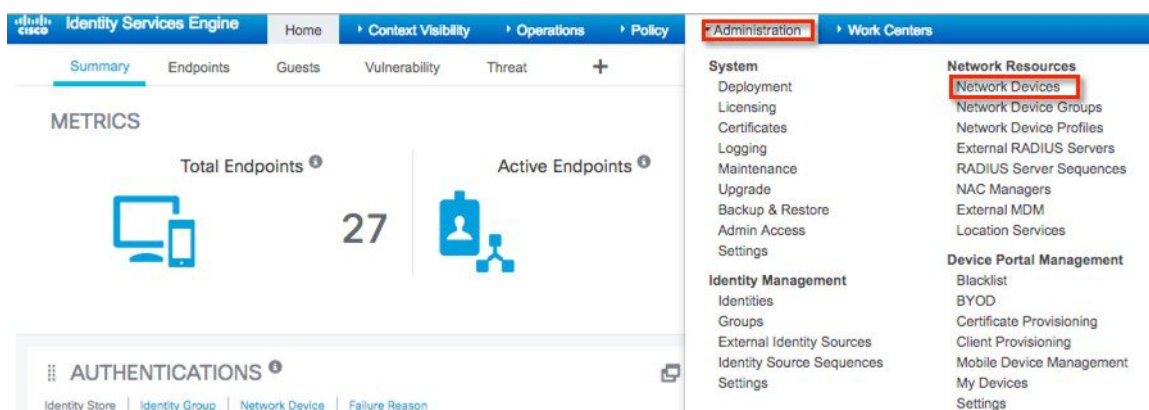 cisco Identity Services Engine Home Context Visibility Operations Policy Administration Work Centers
Summary Endpoints Guests Vulnerability Threat +
METRICS
Total Endpoints
27
Active Endpoints
System
Deployment
Licensing
Certificates
Logging
Maintenance
Upgrade
Backup & Restore
Admin Access
Settings
Identity Management
Identities
Groups
External Identity Sources
Identity Source Sequences
Settings
Network Resources
Network Devices
Network Device Groups
Network Device Profiles
External RADIUS Servers
RADIUS Server Sequences
NAC Managers
External MDM
Location Services
Device Portal Management
Blacklist
BYOD
Certificate Provisioning
Client Provisioning
Mobile Device Management
My Devices
Settings
AUTHENTICATIONS
Identity Store | Identity Group | Network Device | Failure Reason